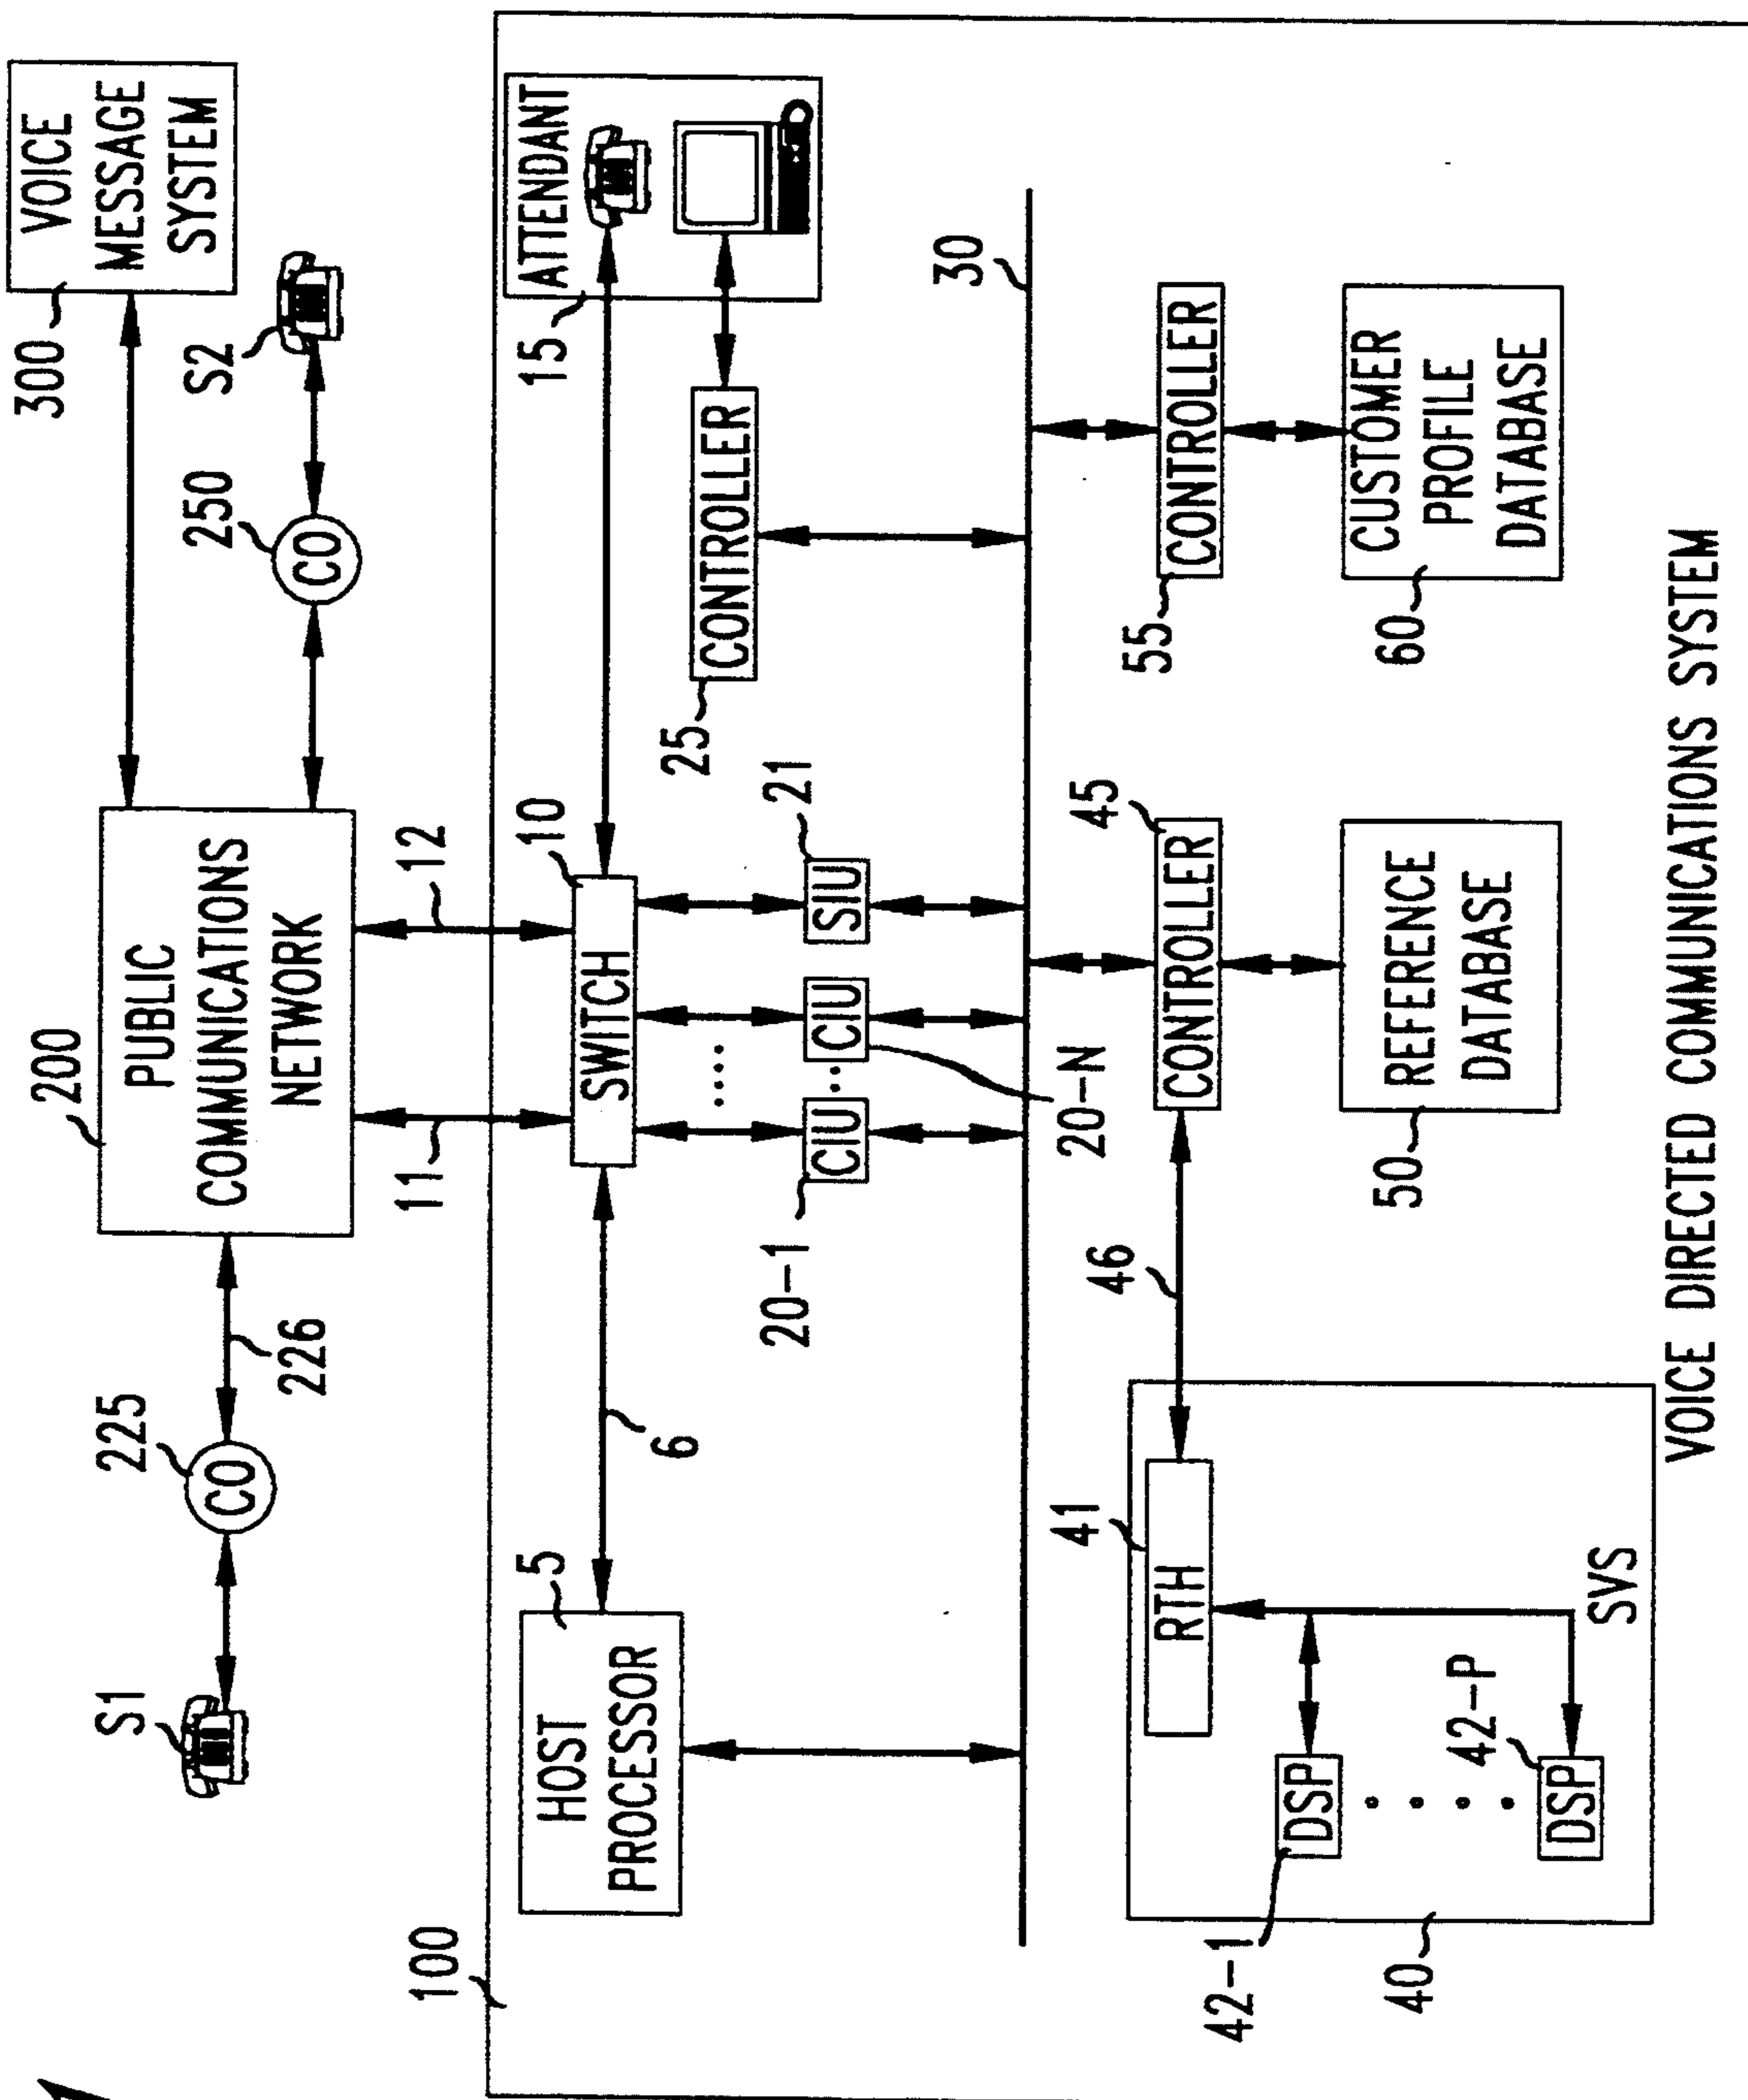 S1
225
CO
226
200
PUBLIC
COMMUNICATIONS
NETWORK
300
VOICE
MESSAGE
SYSTEM
S2
250
CO
11
12
100
HOST
PROCESSOR
5
6
SWITCH
10
ATTENDANT
15
CONTROLLER
25
CIU
20-1
CIU
20-N
SIU
21
30
RTH
41
46
CONTROLLER
45
CONTROLLER
55
DSP
42-1
DSP
42-P
SVS
40
REFERENCE
DATABASE
50
CUSTOMER
PROFILE
DATABASE
60
VOICE DIRECTED COMMUNICATIONS SYSTEM